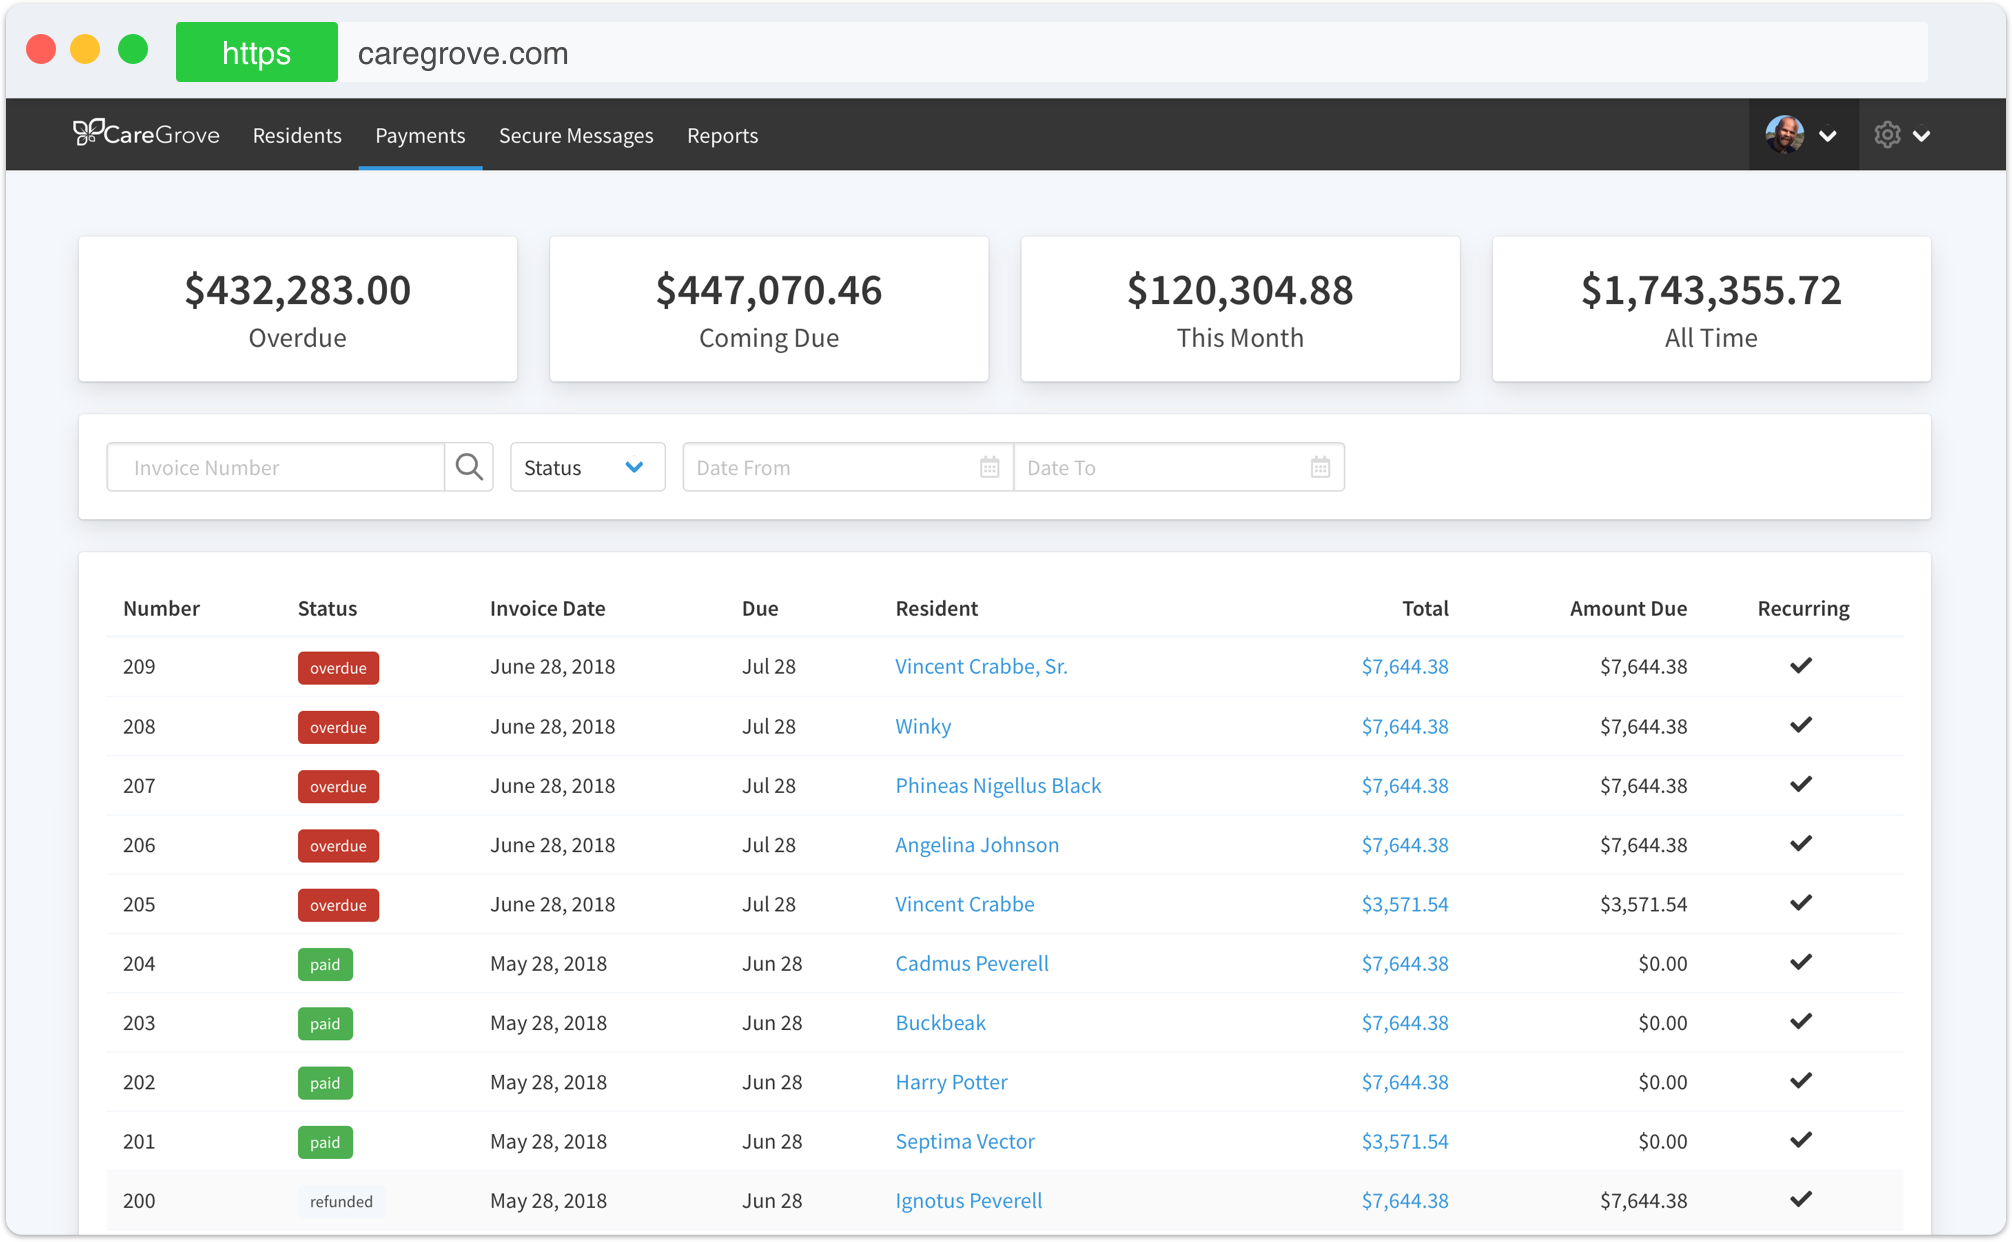 https caregrove.com
CareGrove Residents Payments Secure Messages Reports
$432,283.00 $447,070.46 $120,304.88 $1,743,355.72
Overdue Coming Due This Month All Time
Invoice Number Status Date From Date To
Number Status Invoice Date Due Resident Total Amount Due Recurring
209 overdue June 28, 2018 Jul 28 Vincent Crabbe, Sr. $7,644.38 $7,644.38
208 overdue June 28, 2018 Jul 28 Winky $7,644.38 $7,644.38
207 overdue June 28, 2018 Jul 28 Phineas Nigellus Black $7,644.38 $7,644.38
206 overdue June 28, 2018 Jul 28 Angelina Johnson $7,644.38 $7,644.38
205 overdue June 28, 2018 Jul 28 Vincent Crabbe $3,571.54 $3,571.54
204 paid May 28, 2018 Jun 28 Cadmus Peverell $7,644.38 $0.00
203 paid May 28, 2018 Jun 28 Buckbeak $7,644.38 $0.00
202 paid May 28, 2018 Jun 28 Harry Potter $7,644.38 $0.00
201 paid May 28, 2018 Jun 28 Septima Vector $3,571.54 $0.00
200 refunded May 28, 2018 Jun 28 Ignotus Peverell $7,644.38 $7,644.38